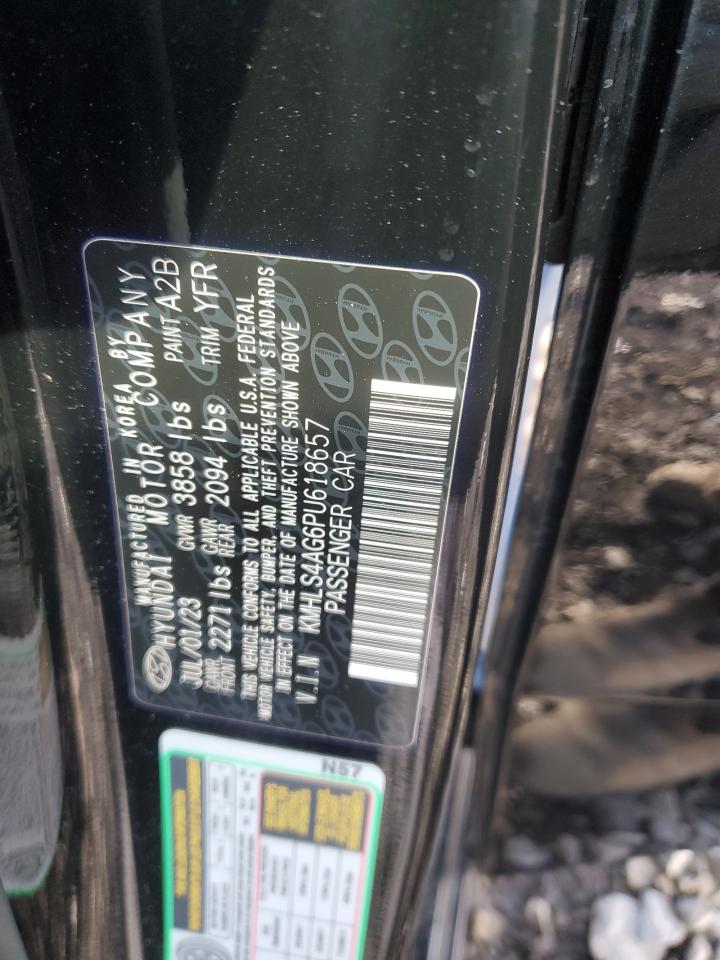 MANUFACTURED IN KOREA BY
HYUNDAI MOTOR COMPANY
JUL/01/23 GVWR 3858 lbs PAINT A2B
GAWR FRONT 2271 lbs GAWR REAR 2094 lbs TRIM YFR
THIS VEHICLE CONFORMS TO ALL APPLICABLE U.S.A. FEDERAL
MOTOR VEHICLE SAFETY, BUMPER, AND THEFT PREVENTION STANDARDS
IN EFFECT ON THE DATE OF MANUFACTURE SHOWN ABOVE
V.I.N KMHLS4AG6PU618657
PASSENGER CAR
N57